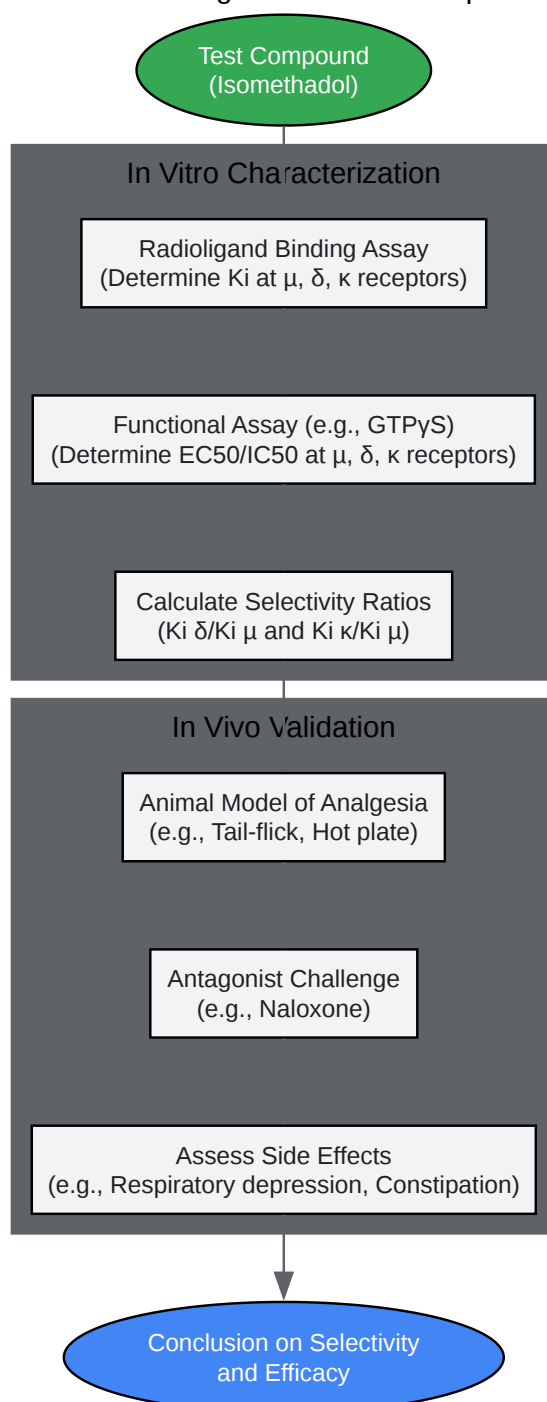 Test Compound
(Isomethadol)
In Vitro Characterization
Radioligand Binding Assay
(Determine Ki at μ, δ, κ receptors)
Functional Assay (e.g., GTPγS)
(Determine EC50/IC50 at μ, δ, κ receptors)
Calculate Selectivity Ratios
(Ki δ/Ki μ and Ki κ/Ki μ)
In Vivo Validation
Animal Model of Analgesia
(e.g., Tail-flick, Hot plate)
Antagonist Challenge
(e.g., Naloxone)
Assess Side Effects
(e.g., Respiratory depression, Constipation)
Conclusion on Selectivity
and Efficacy